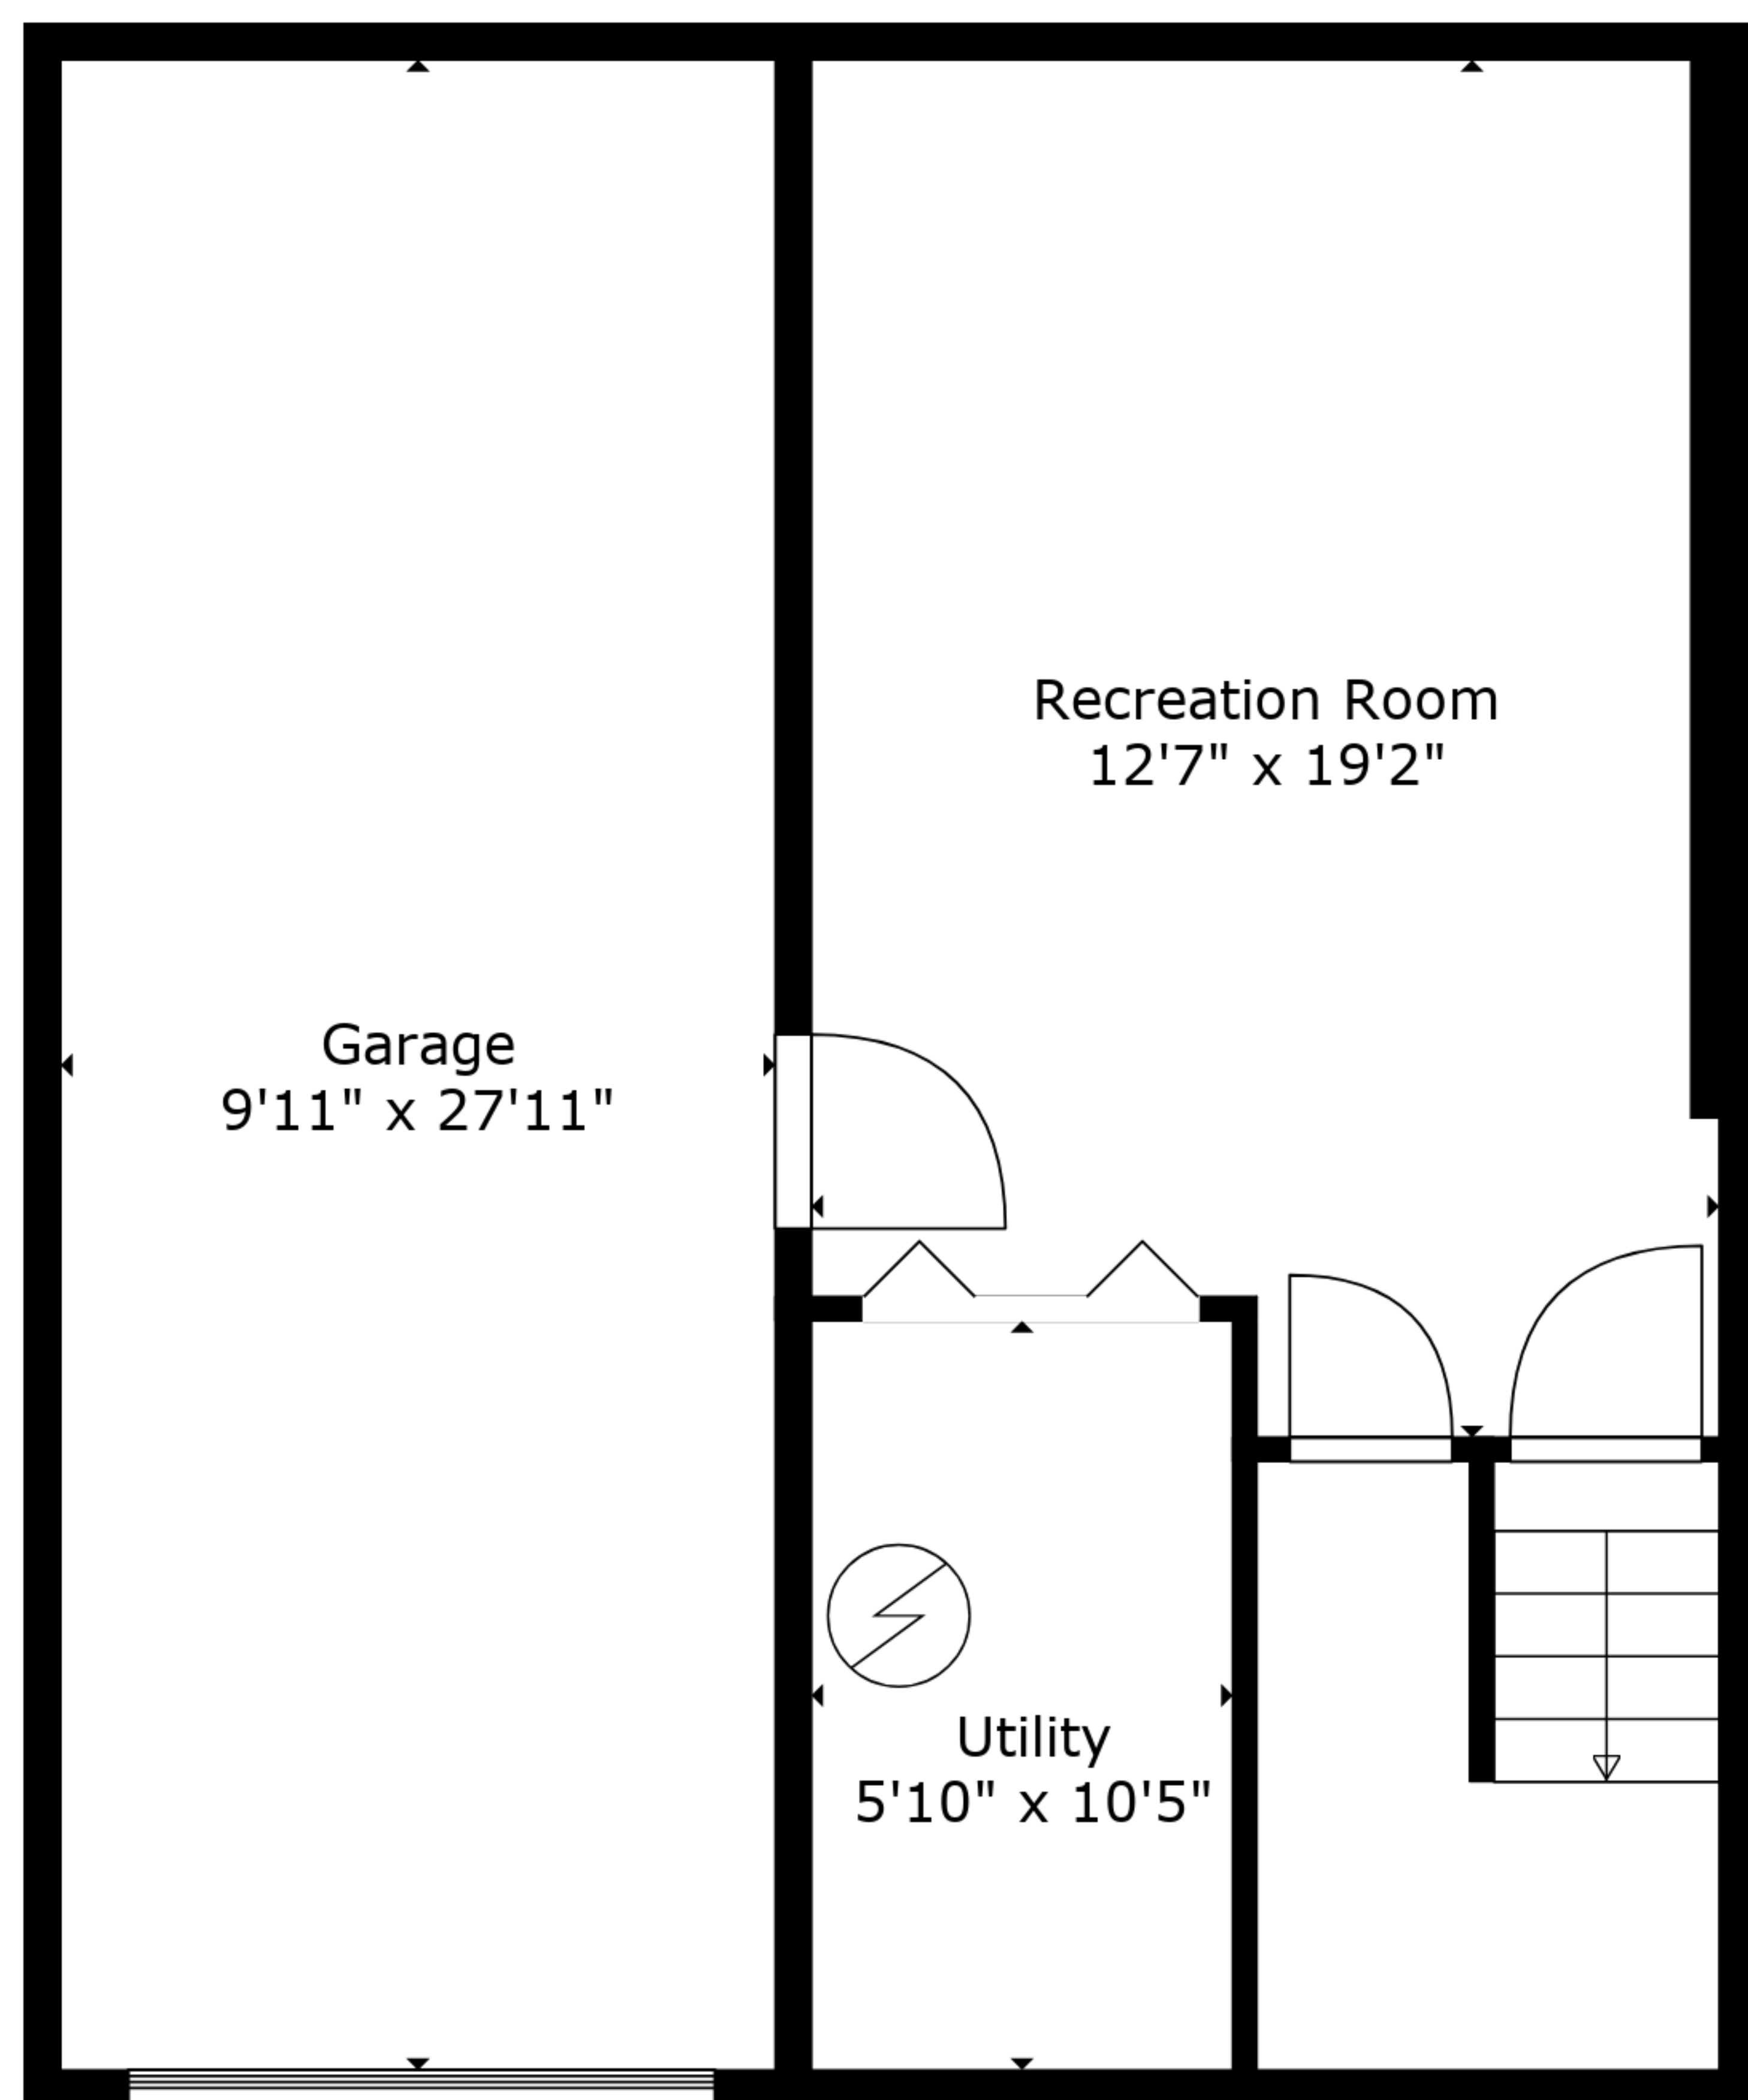 Recreation Room
12'7" x 19'2"
Garage
9'11" x 27'11"
Utility
5'10" x 10'5"